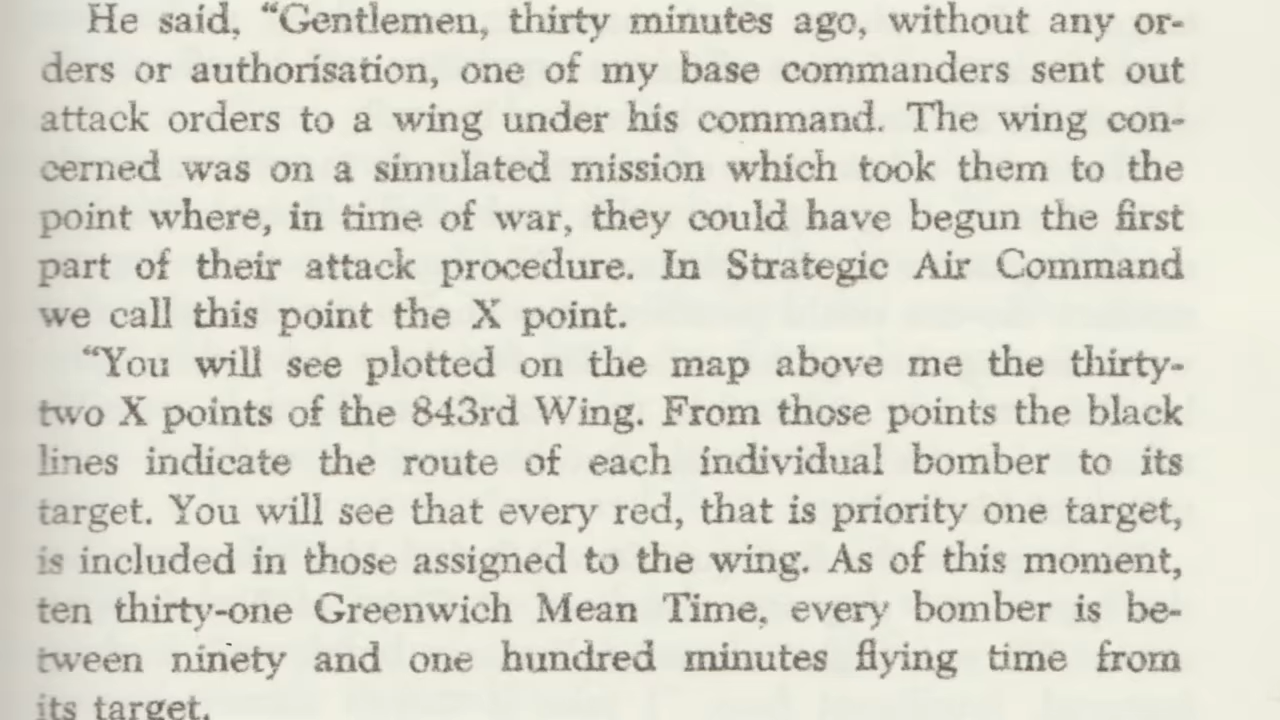 He said, “Gentlemen, thirty minutes ago, without any or-
ders or authorisation, one of my base commanders sent out
attack orders to a wing under his command. The wing con-
cerned was on a simulated mission which took them to the
point where, in time of war, they could have begun the first
part of their attack procedure. In Strategic Air Command
we call this point the X point.
“You will see plotted on the map above me the thirty-
two X points of the 843rd Wing. From those points the black
lines indicate the route of each individual bomber to its
target. You will see that every red, that is priority one target,
is included in those assigned to the wing. As of this moment,
ten thirty-one Greenwich Mean Time, every bomber is be-
tween ninety and one hundred minutes flying time from
its target.